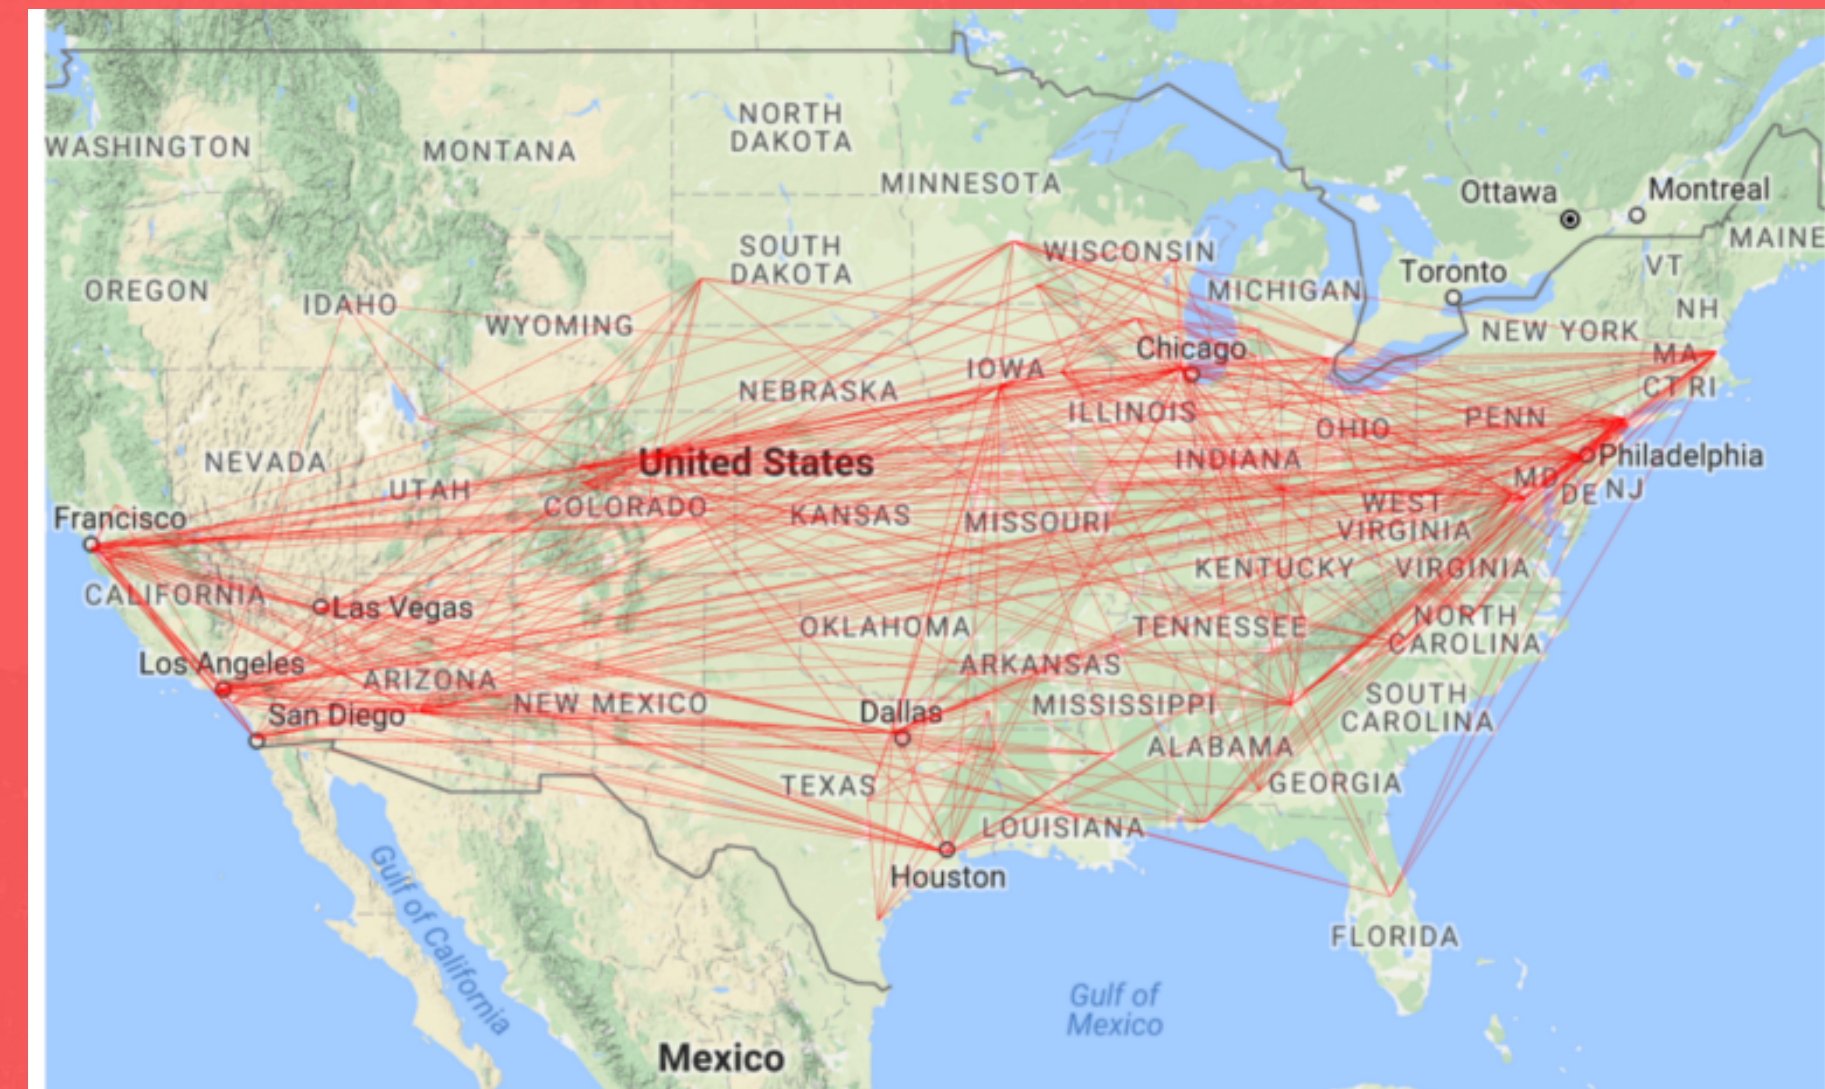 NORTH
DAKOTA
WASHINGTON
MONTANA
MINNESOTA
Ottawa
Montreal
MAINE
SOUTH
DAKOTA
WISCONSIN
VT
Toronto
OREGON
IDAHO
MICHIGAN
NH
WYOMING
NEW YORK
Chicago
MA
IOWA
CT RI
NEBRASKA
ILLINOIS
PENN
OHIO
NEVADA
United States
INDIANA
Philadelphia
MD
UTAH
DE
NJ
COLORADO
KANSAS
MISSOURI
WEST
VIRGINIA
Francisco
KENTUCKY
VIRGINIA
CALIFORNIA
Las Vegas
OKLAHOMA
TENNESSEE
NORTH
CAROLINA
Los Angeles
ARIZONA
ARKANSAS
NEW MEXICO
MISSISSIPPI
SOUTH
CAROLINA
San Diego
Dallas
ALABAMA
TEXAS
GEORGIA
LOUISIANA
Houston
Gulf of California
FLORIDA
Gulf of
Mexico
Mexico